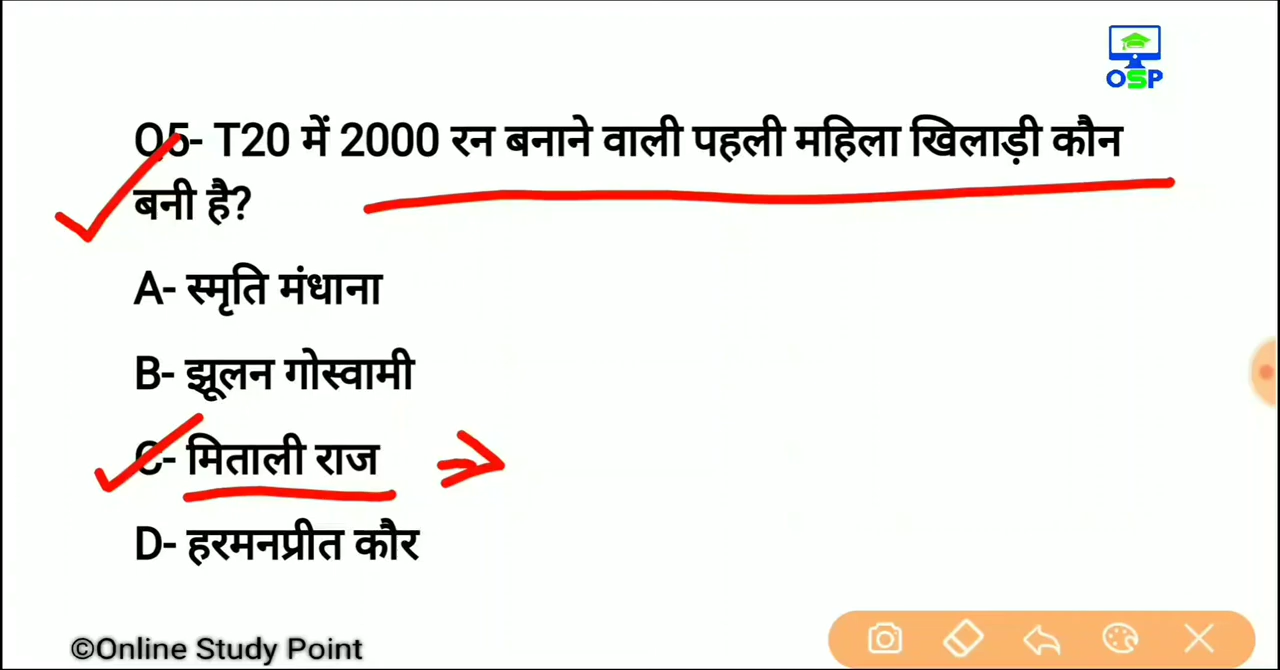 OSP
Q5- T20 में 2000 रन बनाने वाली पहली महिला खिलाड़ी कौन
बनी है?
A- स्मृति मंधाना
B- झूलन गोस्वामी
C- मिताली राज
D- हरमनप्रीत कौर
©Online Study Point